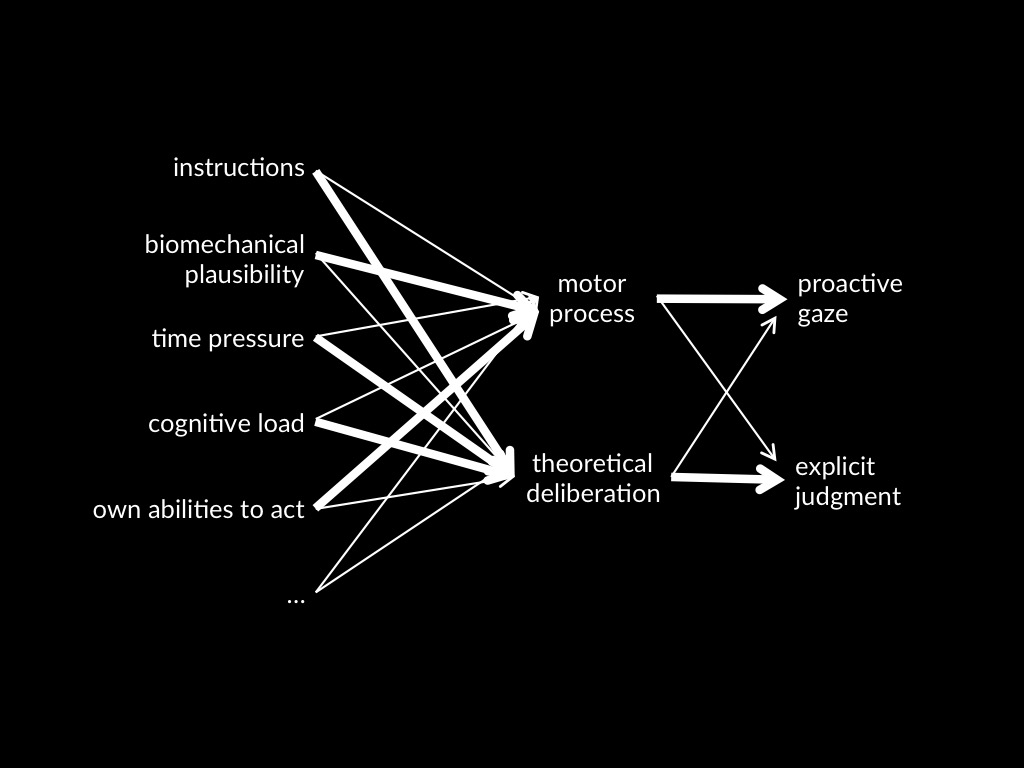 instructions
biomechanical
plausibility
time pressure
cognitive load
own abilities to act
...
motor
process
theoretical
deliberation
proactive
gaze
explicit
judgment